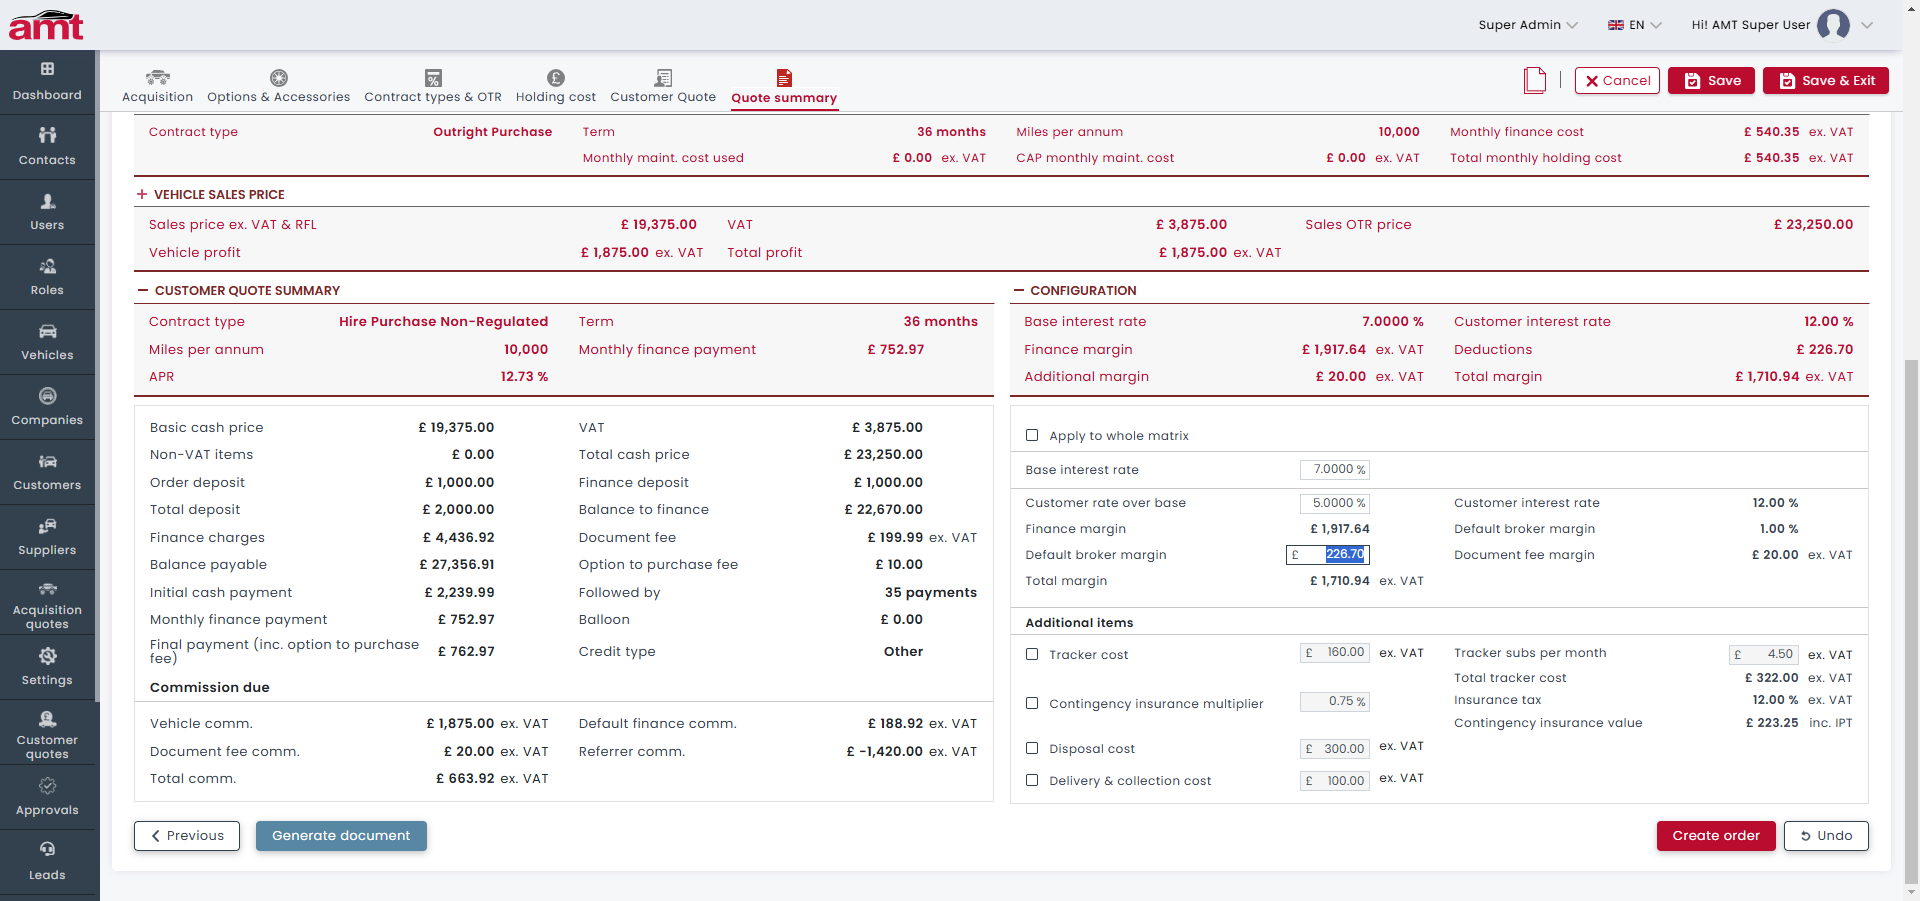 amt
Super Admin
EN
Hi! AMT Super User
Dashboard
Contacts
Users
Roles
Vehicles
Companies
Customers
Suppliers
Acquisition
quotes
Settings
Customer
quotes
Approvals
Leads
Acquisition
Options & Accessories
Contract types & OTR
Holding cost
Customer Quote
Quote summary
Cancel
Save
Save & Exit
Contract type Outright Purchase Term 36 months Miles per annum 10,000 Monthly finance cost £ 540.35 ex. VAT
Monthly maint. cost used £ 0.00 ex. VAT CAP monthly maint. cost £ 0.00 ex. VAT Total monthly holding cost £ 540.35 ex. VAT
+ VEHICLE SALES PRICE
Sales price ex. VAT & RFL £ 19,375.00 VAT £ 3,875.00 Sales OTR price £ 23,250.00
Vehicle profit £ 1,875.00 ex. VAT Total profit £ 1,875.00 ex. VAT
— CUSTOMER QUOTE SUMMARY
Contract type Hire Purchase Non-Regulated Term 36 months
Miles per annum 10,000 Monthly finance payment £ 752.97
APR 12.73 %
Basic cash price £ 19,375.00 VAT £ 3,875.00
Non-VAT items £ 0.00 Total cash price £ 23,250.00
Order deposit £ 1,000.00 Finance deposit £ 1,000.00
Total deposit £ 2,000.00 Balance to finance £ 22,670.00
Finance charges £ 4,436.92 Document fee £ 199.99 ex. VAT
Balance payable £ 27,356.91 Option to purchase fee £ 10.00
Initial cash payment £ 2,239.99 Followed by 35 payments
Monthly finance payment £ 752.97 Balloon £ 0.00
Final payment (inc. option to purchase
fee) £ 762.97 Credit type Other
Commission due
Vehicle comm. £ 1,875.00 ex. VAT Default finance comm. £ 188.92 ex. VAT
Document fee comm. £ 20.00 ex. VAT Referrer comm. £ -1,420.00 ex. VAT
Total comm. £ 663.92 ex. VAT
— CONFIGURATION
Base interest rate 7.0000 % Customer interest rate 12.00 %
Finance margin £ 1,917.64 ex. VAT Deductions £ 226.70
Additional margin £ 20.00 ex. VAT Total margin £ 1,710.94 ex. VAT
Apply to whole matrix
Base interest rate 7.0000 %
Customer rate over base 5.0000 % Customer interest rate 12.00 %
Finance margin £ 1,917.64 Default broker margin 1.00 %
Default broker margin £ 226.70 Document fee margin £ 20.00 ex. VAT
Total margin £ 1,710.94 ex. VAT
Additional items
Tracker cost £ 160.00 ex. VAT Tracker subs per month £ 4.50 ex. VAT
Total tracker cost £ 322.00 ex. VAT
Contingency insurance multiplier 0.75 % Insurance tax 12.00 % ex. VAT
Contingency insurance value £ 223.25 inc. IPT
Disposal cost £ 300.00 ex. VAT
Delivery & collection cost £ 100.00 ex. VAT
Previous
Generate document
Create order
Undo